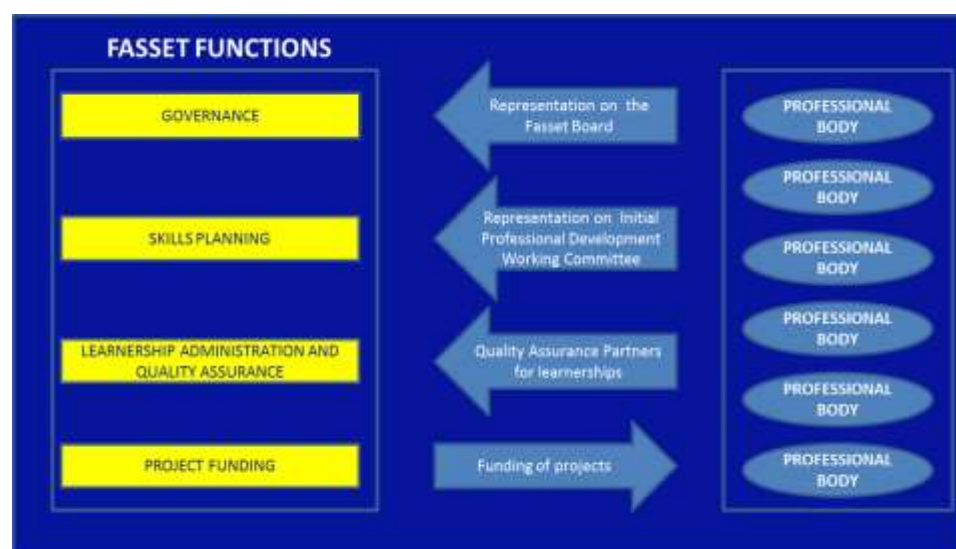 FASSET FUNCTIONS
GOVERNANCE
SKILLS PLANNING
LEARNERSHIP ADMINISTRATION AND
QUALITY ASSURANCE
PROJECT FUNDING
Representation on the
Fasset Board
Representation on Initial
Professional Development
Working Committee
Quality Assurance Partners
for learnerships
Funding of projects
PROFESSIONAL
BODY
PROFESSIONAL
BODY
PROFESSIONAL
BODY
PROFESSIONAL
BODY
PROFESSIONAL
BODY
PROFESSIONAL
BODY